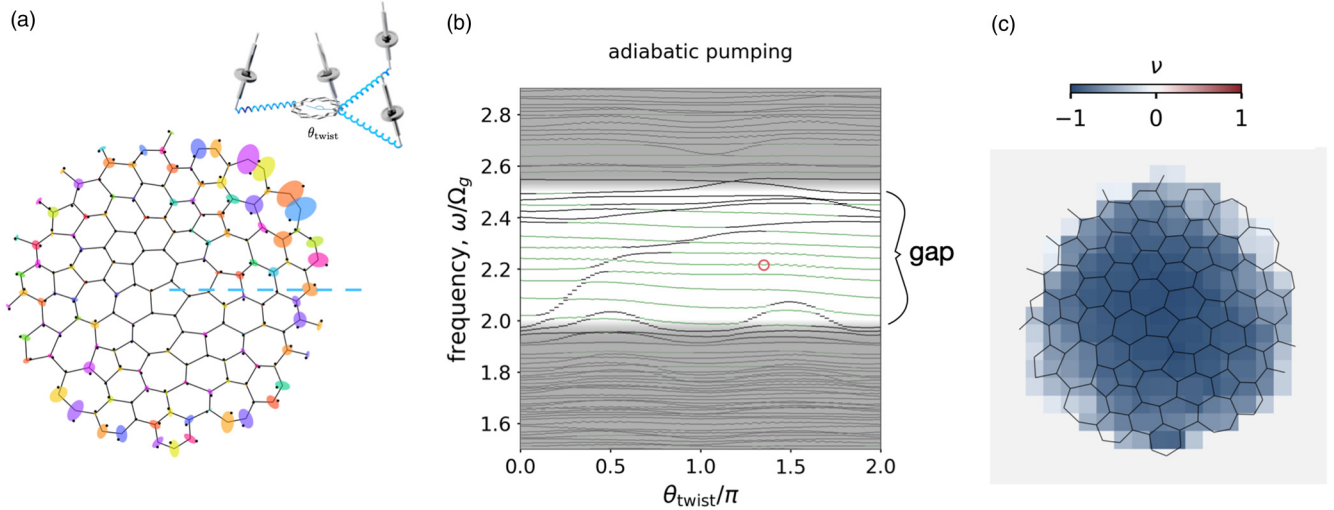 (a)
θtwist
(b)
adiabatic pumping
frequency, ω/Ωg
2.8
2.6
2.4
2.2
2.0
1.8
1.6
0.0 0.5 1.0 1.5 2.0
θtwist/π
gap
(c)
ν
−1 0 1